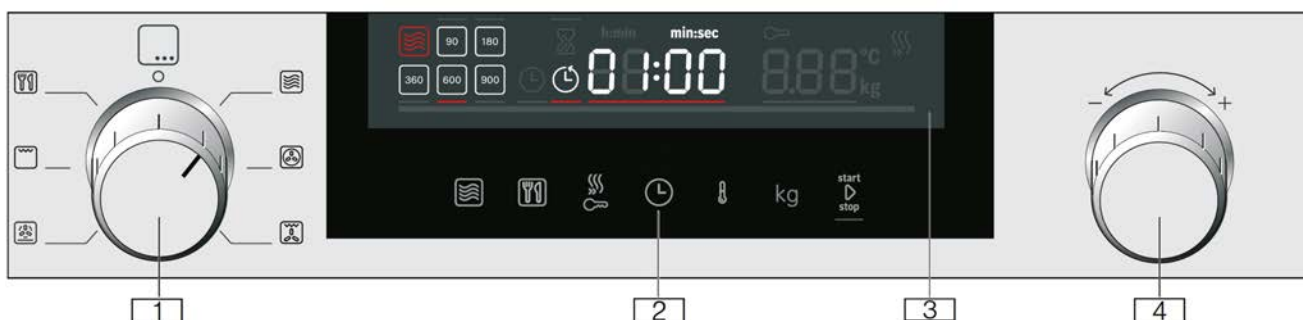 h:min min:sec
90 180
360 600 900
01:00
8.88
°C
kg
− +
kg
start
stop
1 2 3 4